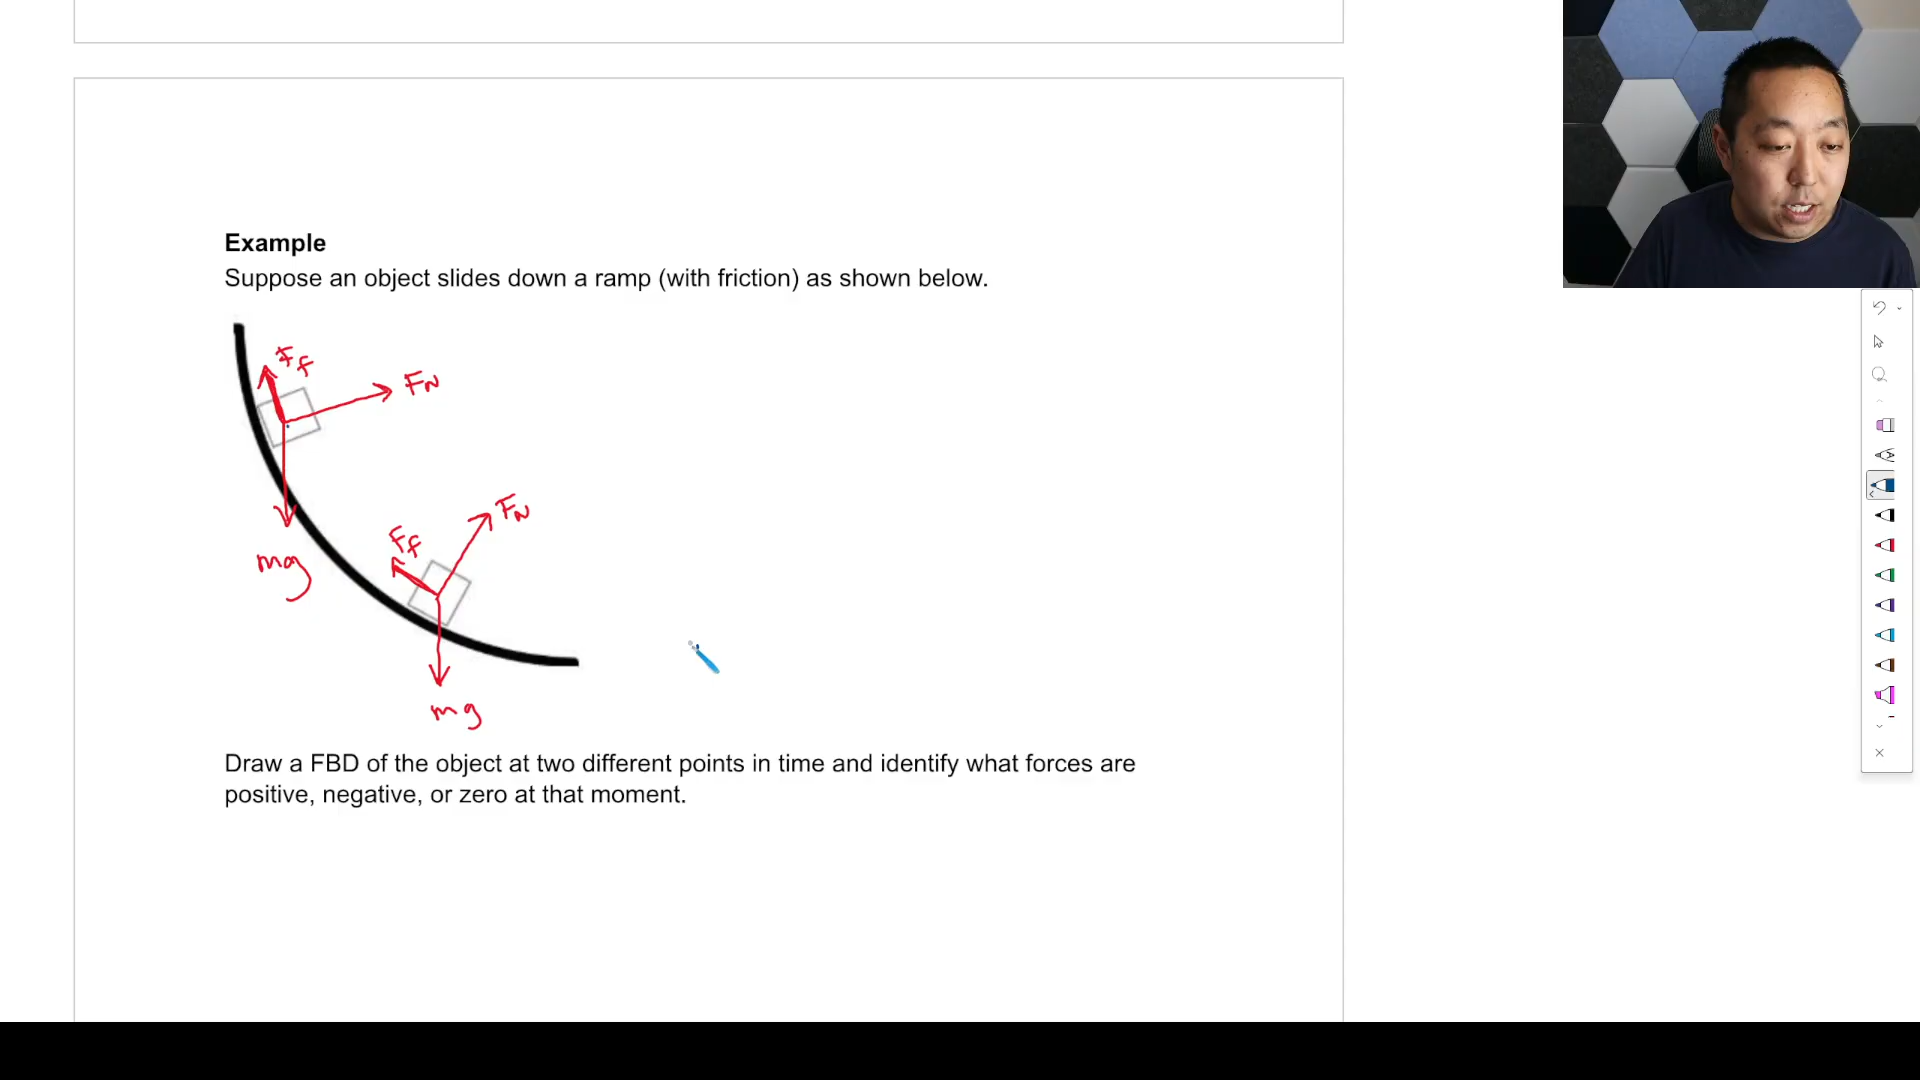 Example
Suppose an object slides down a ramp (with friction) as shown below.
Ff
FN
mg
FN
Ff
mg
Draw a FBD of the object at two different points in time and identify what forces are
positive, negative, or zero at that moment.